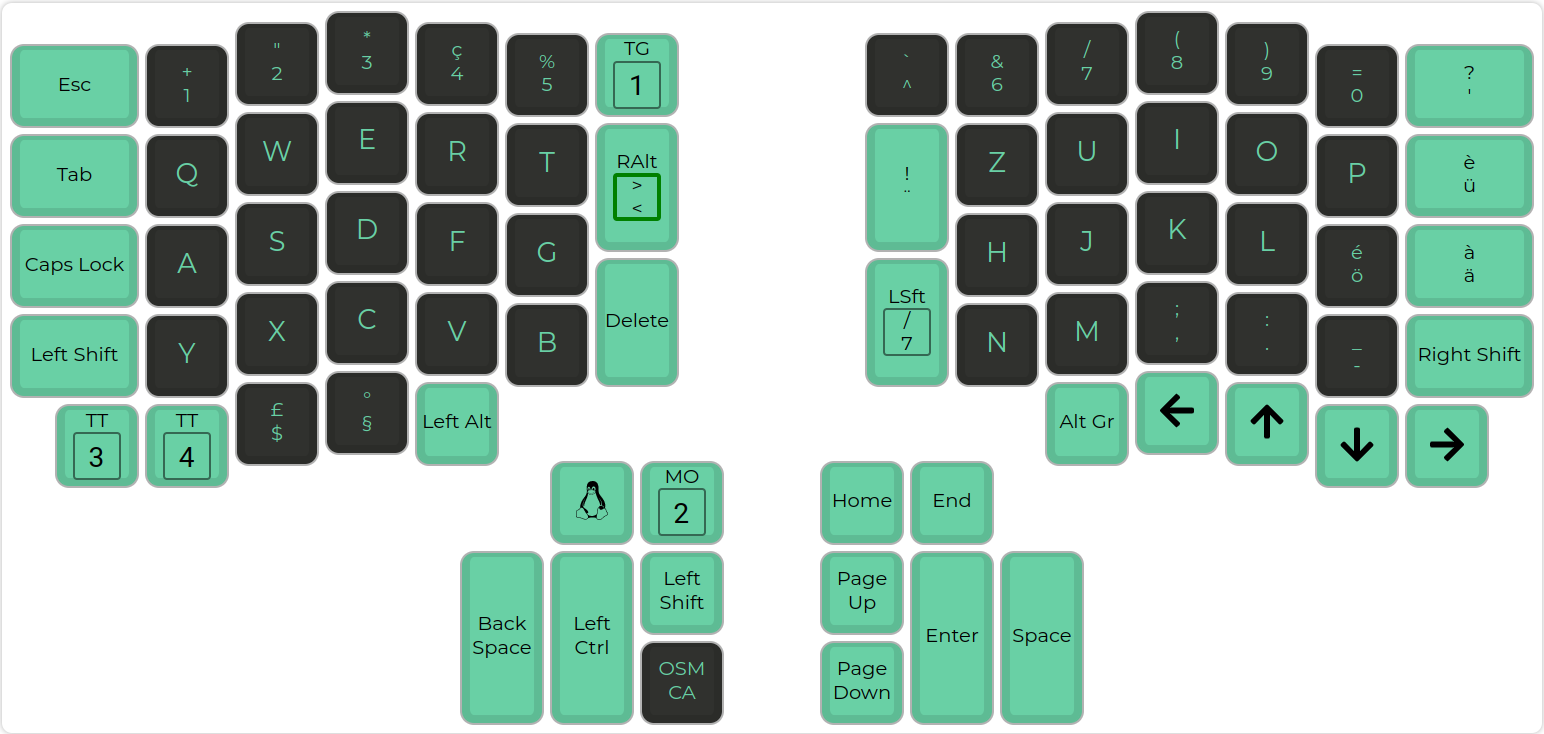 Esc
+
1
"
2
*
3
ç
4
%
5
TG
1
`
^
&
6
/
7
(
8
)
9
=
0
?
'
Tab
Q
W
E
R
T
RAlt
>
<
!
¨
Z
U
I
O
P
è
ü
Caps Lock
A
S
D
F
G
Delete
LSft
/
7
H
J
K
L
é
ö
à
ä
Left Shift
Y
X
C
V
B
N
M
;
,
:
.
_
-
Right Shift
TT
3
TT
4
£
$
°
§
Left Alt
Alt Gr
MO
2
Home
End
Back
Space
Left
Ctrl
Left
Shift
OSM
CA
Page
Up
Page
Down
Enter
Space